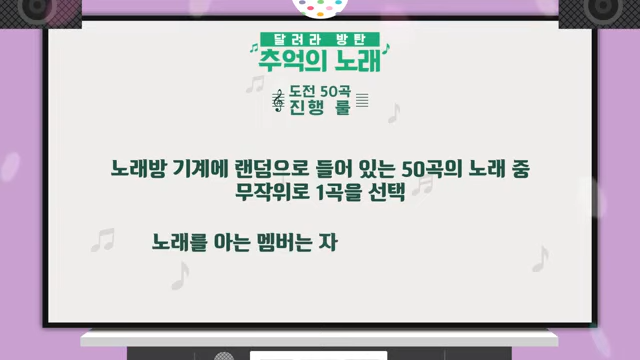 달려라 방탄
추억의 노래
도전 50곡
진행 룰
노래방 기계에 랜덤으로 들어 있는 50곡의 노래 중
무작위로 1곡을 선택
노래를 아는 멤버는 자